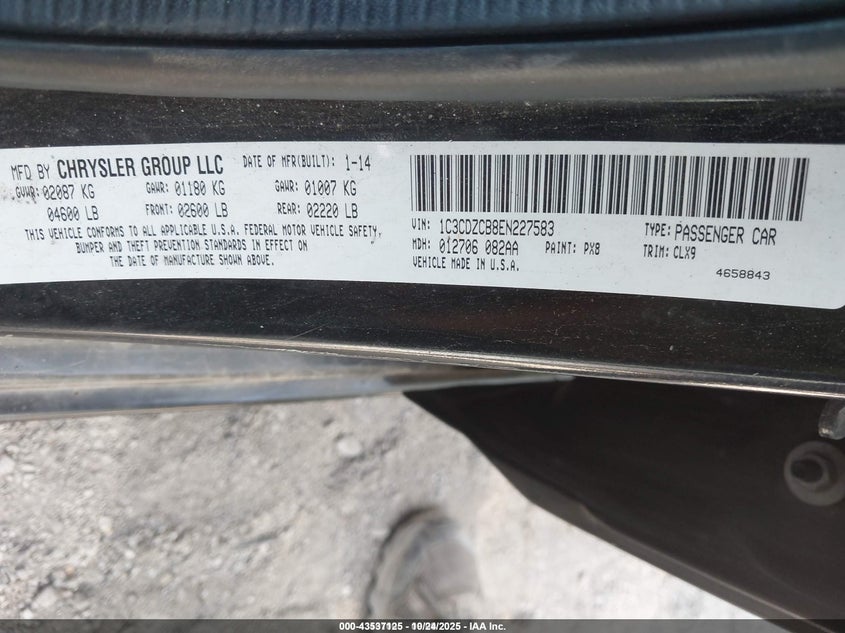 MFD BY CHRYSLER GROUP LLC DATE OF MFR(BUILT): 1-14
GVWR: 02087 KG GAWR: 01180 KG GAWR: 01007 KG
04600 LB FRONT: 02600 LB REAR: 02220 LB
THIS VEHICLE CONFORMS TO ALL APPLICABLE U.S.A. FEDERAL MOTOR VEHICLE SAFETY,
BUMPER AND THEFT PREVENTION STANDARDS IN EFFECT ON
THE DATE OF MANUFACTURE SHOWN ABOVE.
VIN: 1C3CDZCB8EN227583 TYPE: PASSENGER CAR
MDH: 012706 082AA PAINT: PX8 TRIM: CLX9
VEHICLE MADE IN U.S.A.
4658843
000-43537125 - 10/24/2025 - IAA Inc.